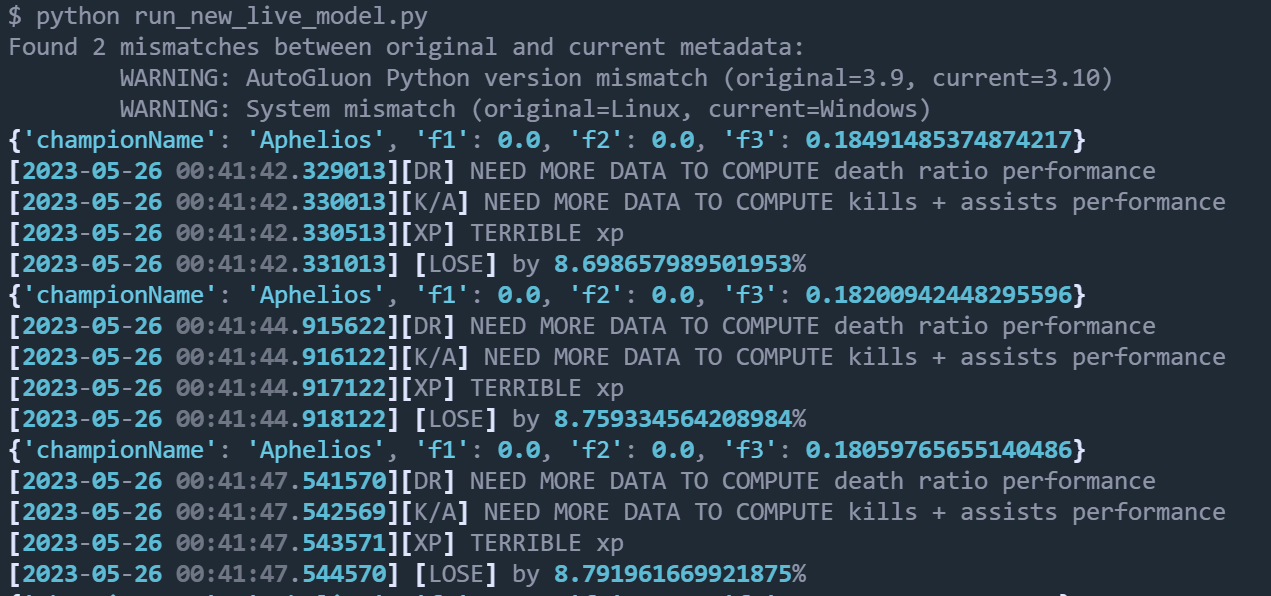 $ python run_new_live_model.py
Found 2 mismatches between original and current metadata:
        WARNING: AutoGluon Python version mismatch (original=3.9, current=3.10)
        WARNING: System mismatch (original=Linux, current=Windows)
{'championName': 'Aphelios', 'f1': 0.0, 'f2': 0.0, 'f3': 0.18491485374874217}
[2023-05-26 00:41:42.329013][DR] NEED MORE DATA TO COMPUTE death ratio performance
[2023-05-26 00:41:42.330013][K/A] NEED MORE DATA TO COMPUTE kills + assists performance
[2023-05-26 00:41:42.330513][XP] TERRIBLE xp
[2023-05-26 00:41:42.331013] [LOSE] by 8.698657989501953%
{'championName': 'Aphelios', 'f1': 0.0, 'f2': 0.0, 'f3': 0.18200942448295596}
[2023-05-26 00:41:44.915622][DR] NEED MORE DATA TO COMPUTE death ratio performance
[2023-05-26 00:41:44.916122][K/A] NEED MORE DATA TO COMPUTE kills + assists performance
[2023-05-26 00:41:44.917122][XP] TERRIBLE xp
[2023-05-26 00:41:44.918122] [LOSE] by 8.759334564208984%
{'championName': 'Aphelios', 'f1': 0.0, 'f2': 0.0, 'f3': 0.18059765655140486}
[2023-05-26 00:41:47.541570][DR] NEED MORE DATA TO COMPUTE death ratio performance
[2023-05-26 00:41:47.542569][K/A] NEED MORE DATA TO COMPUTE kills + assists performance
[2023-05-26 00:41:47.543571][XP] TERRIBLE xp
[2023-05-26 00:41:47.544570] [LOSE] by 8.791961669921875%